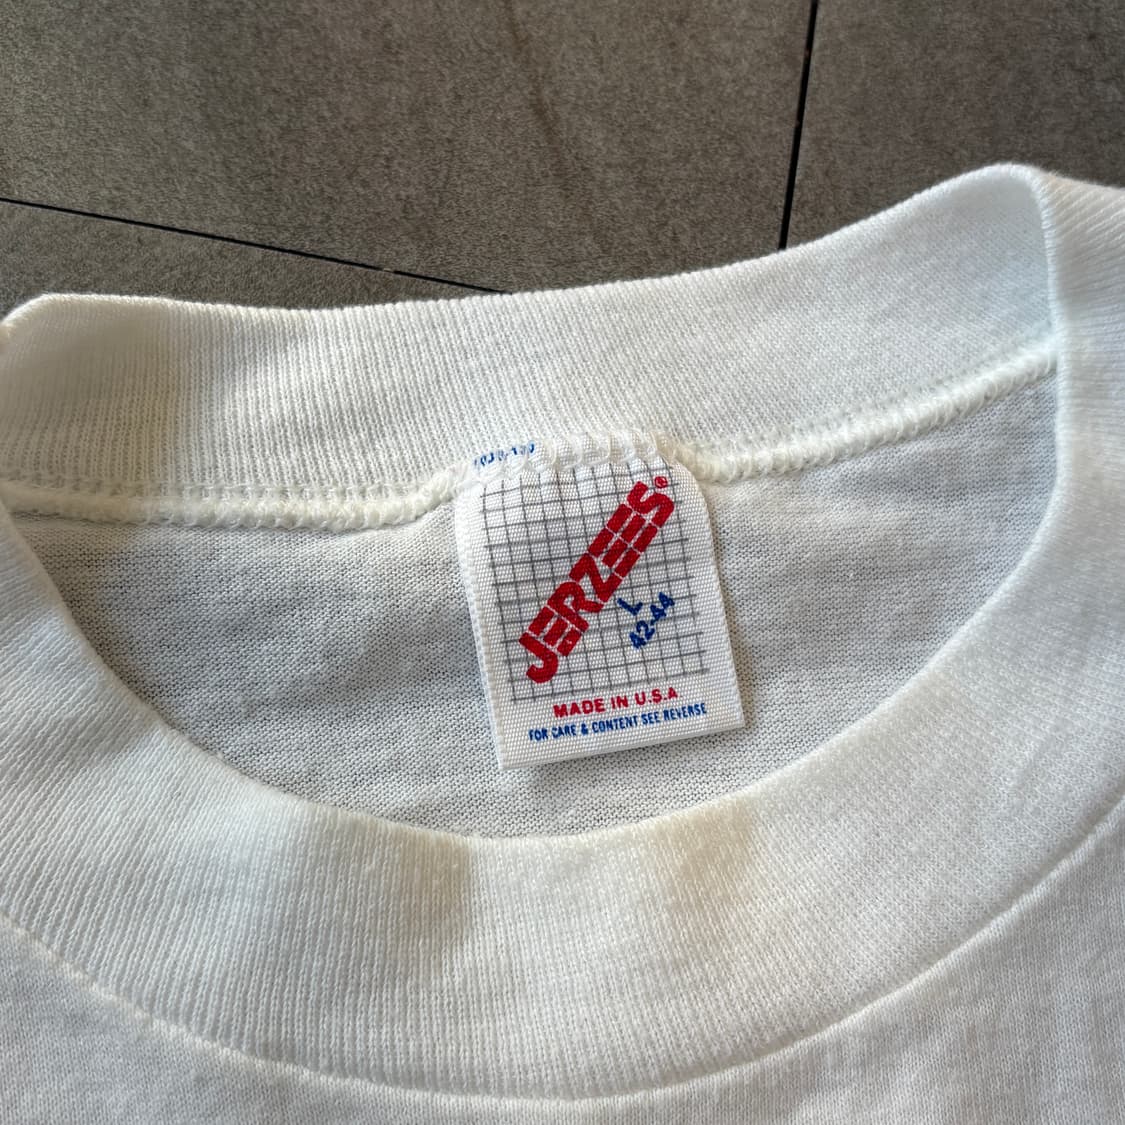 JERZEES®
L
42-44
MADE IN U.S.A
FOR CARE & CONTENT SEE REVERSE